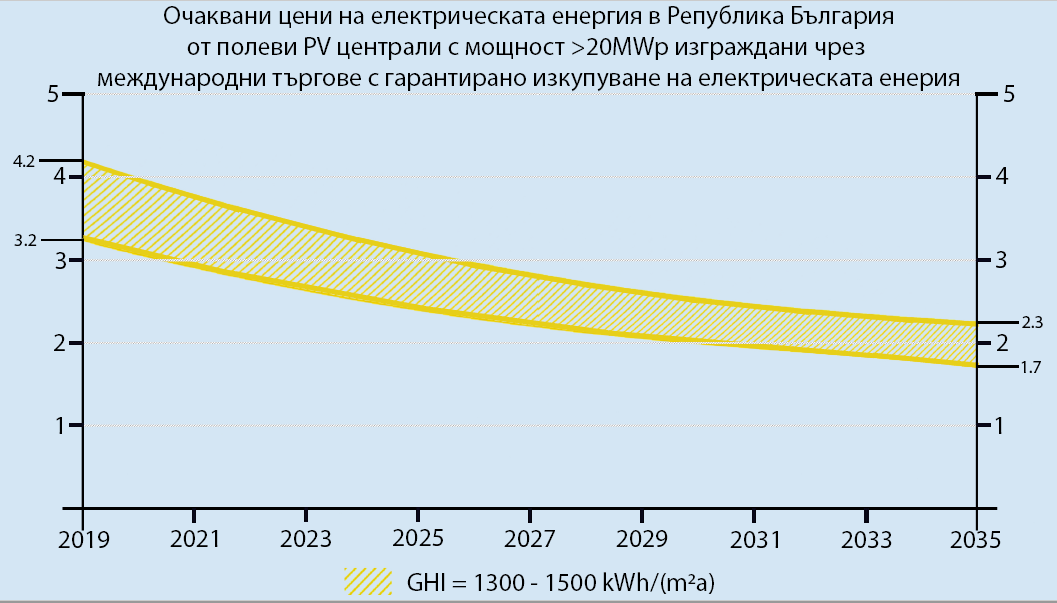 Очаквани цени на електрическата енергия в Република България
от полеви PV централи с мощност >20MWp изграждани чрез
международни търгове с гарантирано изкупуване на електрическата енерия
5
5
4.2
4
4
3.2
3
3
2.3
2
2
1.7
1
1
2019 2021 2023 2025 2027 2029 2031 2033 2035
GHI = 1300 - 1500 kWh/(m²a)